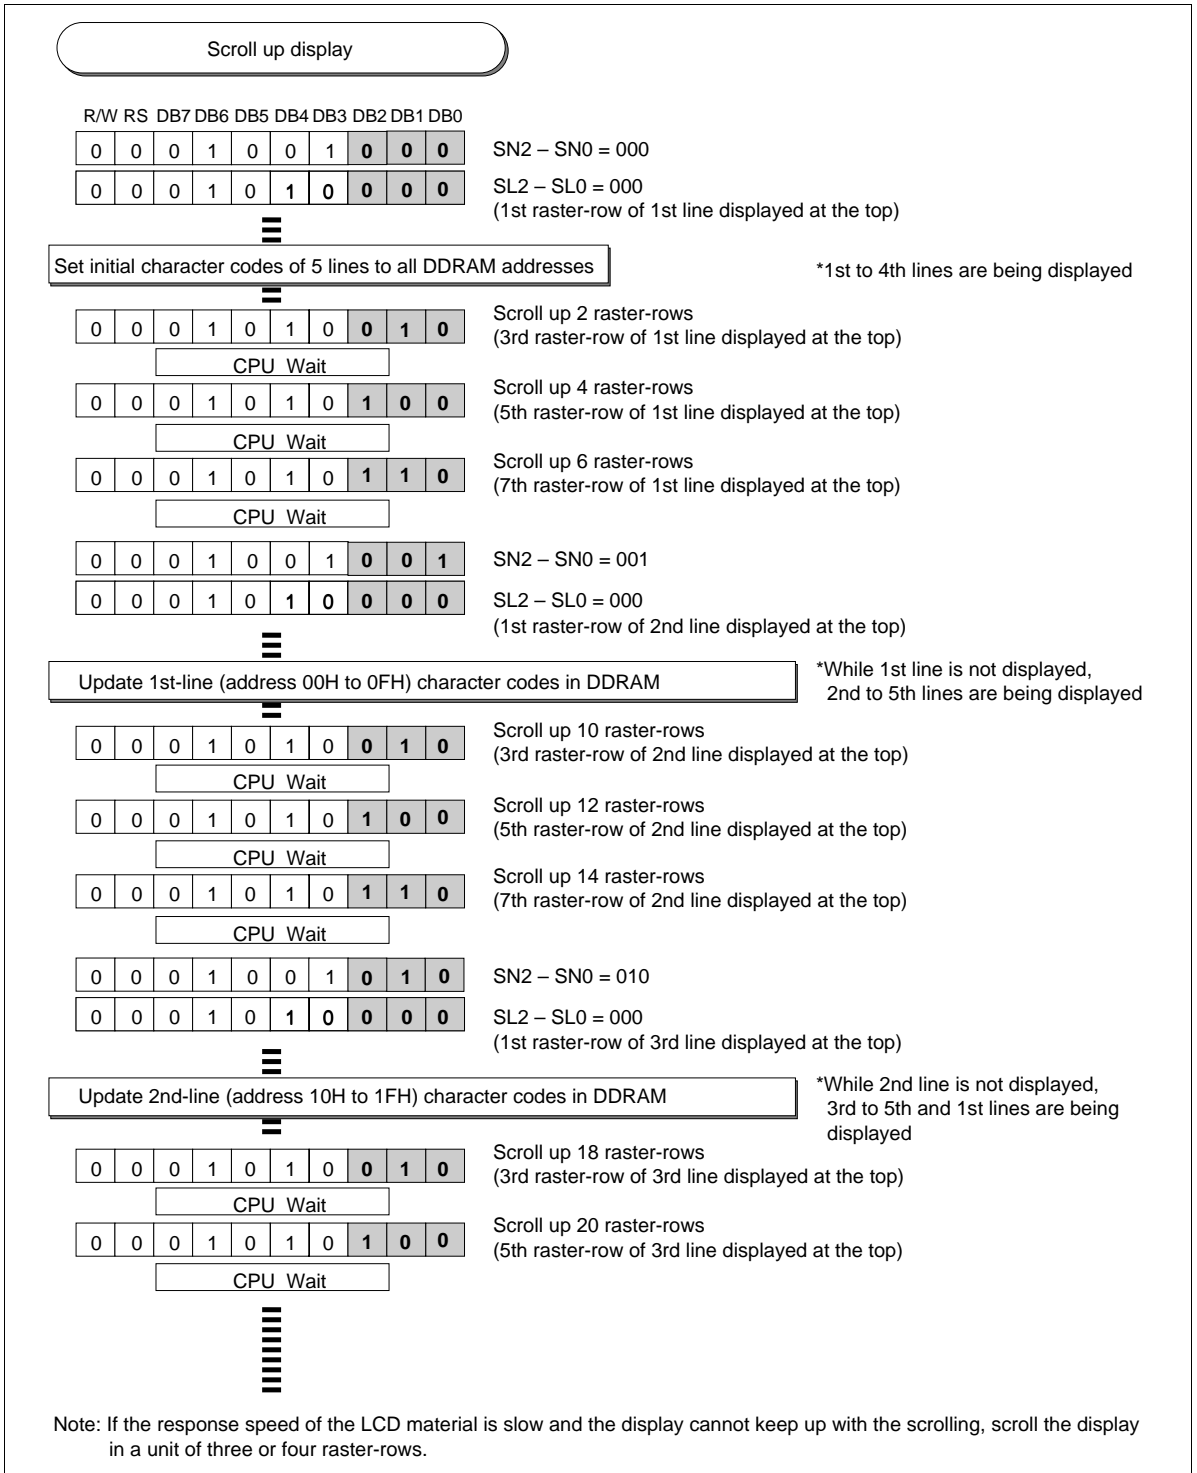 Scroll up display
R/W RS DB7 DB6 DB5 DB4 DB3 DB2 DB1 DB0
0 0 0 1 0 0 1 0 0 0 SN2 – SN0 = 000
0 0 0 1 0 1 0 0 0 0 SL2 – SL0 = 000
(1st raster-row of 1st line displayed at the top)
Set initial character codes of 5 lines to all DDRAM addresses *1st to 4th lines are being displayed
Scroll up 2 raster-rows
0 0 0 1 0 1 0 0 1 0 (3rd raster-row of 1st line displayed at the top)
CPU Wait
Scroll up 4 raster-rows
0 0 0 1 0 1 0 1 0 0 (5th raster-row of 1st line displayed at the top)
CPU Wait
Scroll up 6 raster-rows
0 0 0 1 0 1 0 1 1 0 (7th raster-row of 1st line displayed at the top)
CPU Wait
0 0 0 1 0 0 1 0 0 1 SN2 – SN0 = 001
0 0 0 1 0 1 0 0 0 0 SL2 – SL0 = 000
(1st raster-row of 2nd line displayed at the top)
Update 1st-line (address 00H to 0FH) character codes in DDRAM *While 1st line is not displayed,
2nd to 5th lines are being displayed
Scroll up 10 raster-rows
0 0 0 1 0 1 0 0 1 0 (3rd raster-row of 2nd line displayed at the top)
CPU Wait
Scroll up 12 raster-rows
0 0 0 1 0 1 0 1 0 0 (5th raster-row of 2nd line displayed at the top)
CPU Wait
Scroll up 14 raster-rows
0 0 0 1 0 1 0 1 1 0 (7th raster-row of 2nd line displayed at the top)
CPU Wait
0 0 0 1 0 0 1 0 1 0 SN2 – SN0 = 010
0 0 0 1 0 1 0 0 0 0 SL2 – SL0 = 000
(1st raster-row of 3rd line displayed at the top)
Update 2nd-line (address 10H to 1FH) character codes in DDRAM *While 2nd line is not displayed,
3rd to 5th and 1st lines are being
displayed
Scroll up 18 raster-rows
0 0 0 1 0 1 0 0 1 0 (3rd raster-row of 3rd line displayed at the top)
CPU Wait
Scroll up 20 raster-rows
0 0 0 1 0 1 0 1 0 0 (5th raster-row of 3rd line displayed at the top)
CPU Wait
Note: If the response speed of the LCD material is slow and the display cannot keep up with the scrolling, scroll the display
in a unit of three or four raster-rows.